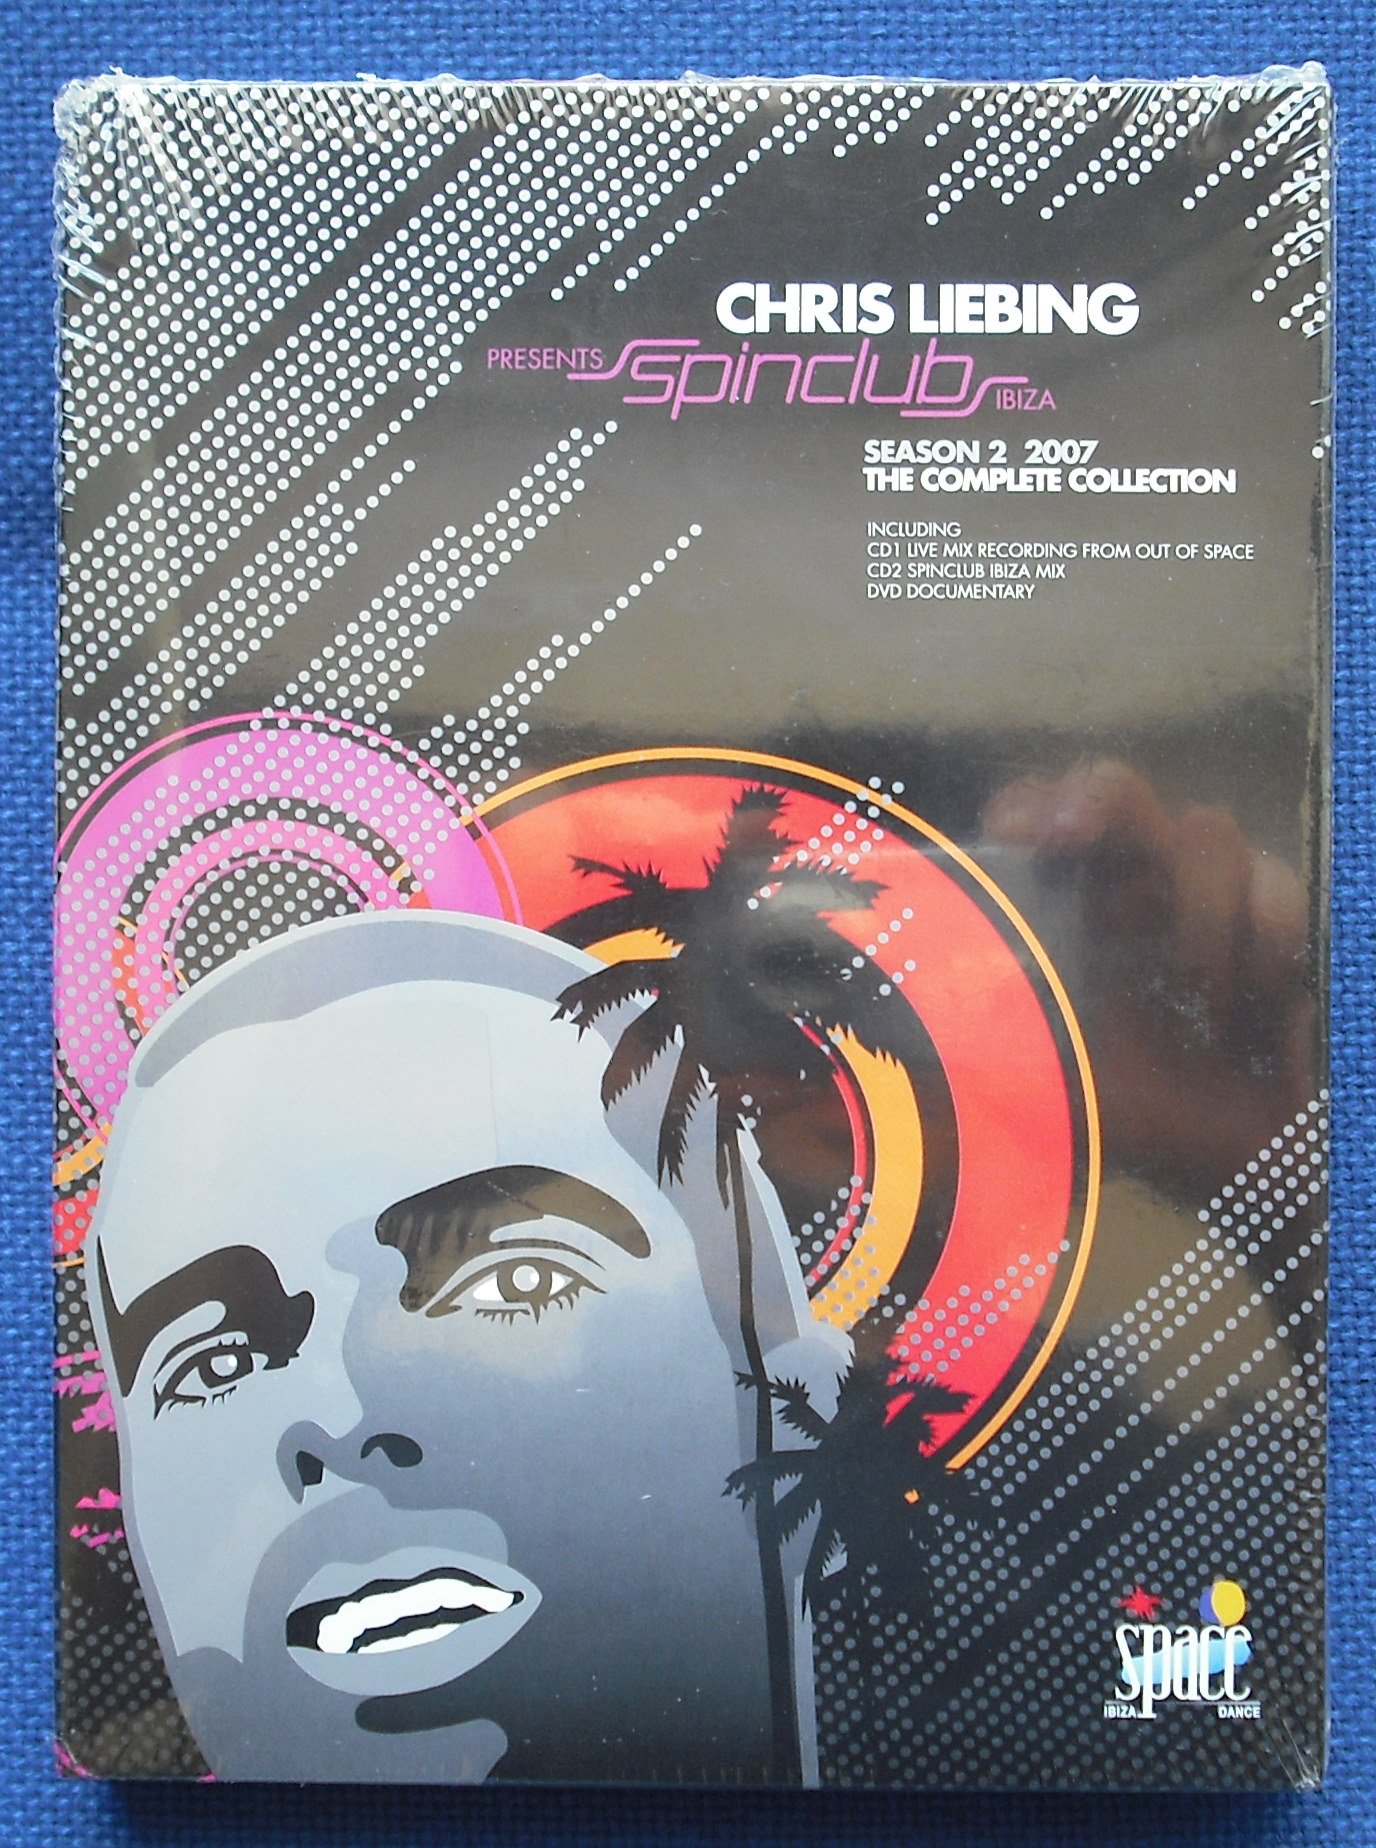 CHRIS LIEBING
PRESENTS spinclub IBIZA
SEASON 2 2007
THE COMPLETE COLLECTION
INCLUDING
CD1 LIVE MIX RECORDING FROM OUT OF SPACE
CD2 SPINCLUB IBIZA MIX
DVD DOCUMENTARY
space
IBIZA DANCE